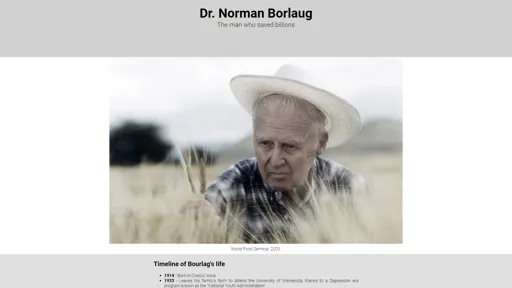 Dr. Norman Borlaug
The man who saved billions
World Food Seminar, 2003
Timeline of Bourlag's life
1914 - Born in Cresco, Iowa
1933 - Leaves his family's farm to attend the University of Minnesota, thanks to a Depression era
program known as the "National Youth Administration"